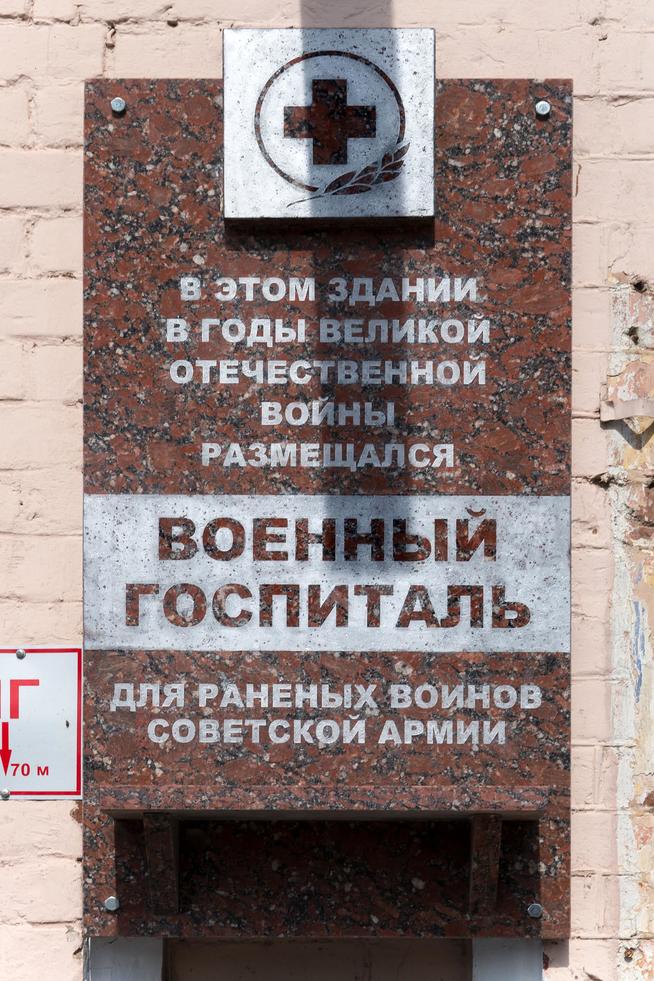 В ЭТОМ ЗДАНИИ
В ГОДЫ ВЕЛИКОЙ
ОТЕЧЕСТВЕННОЙ
ВОЙНЫ
РАЗМЕЩАЛСЯ
ВОЕННЫЙ
ГОСПИТАЛЬ
ДЛЯ РАНЕНЫХ ВОИНОВ
СОВЕТСКОЙ АРМИИ
70 м